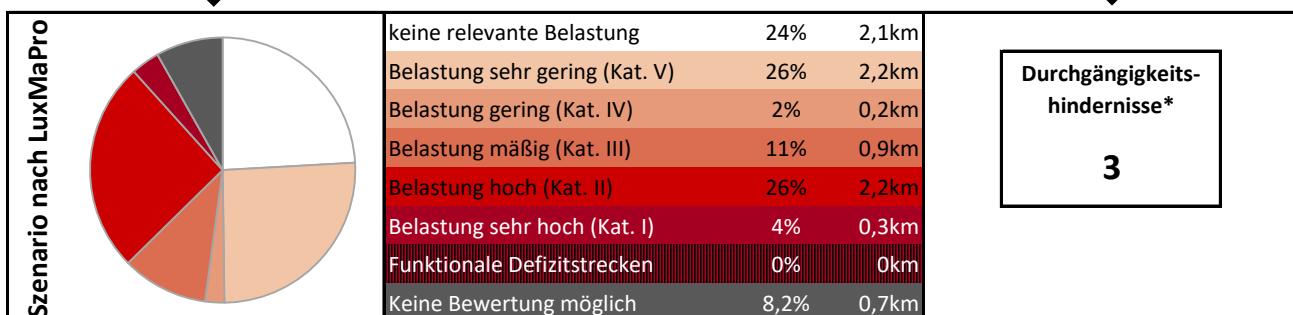 Szenario nach LuxMaPro
keine relevante Belastung 24% 2,1km
Belastung sehr gering (Kat. V) 26% 2,2km
Belastung gering (Kat. IV) 2% 0,2km
Belastung mäßig (Kat. III) 11% 0,9km
Belastung hoch (Kat. II) 26% 2,2km
Belastung sehr hoch (Kat. I) 4% 0,3km
Funktionale Defizitstrecken 0% 0km
Keine Bewertung möglich 8,2% 0,7km
Durchgängigkeits-
hindernisse*
3